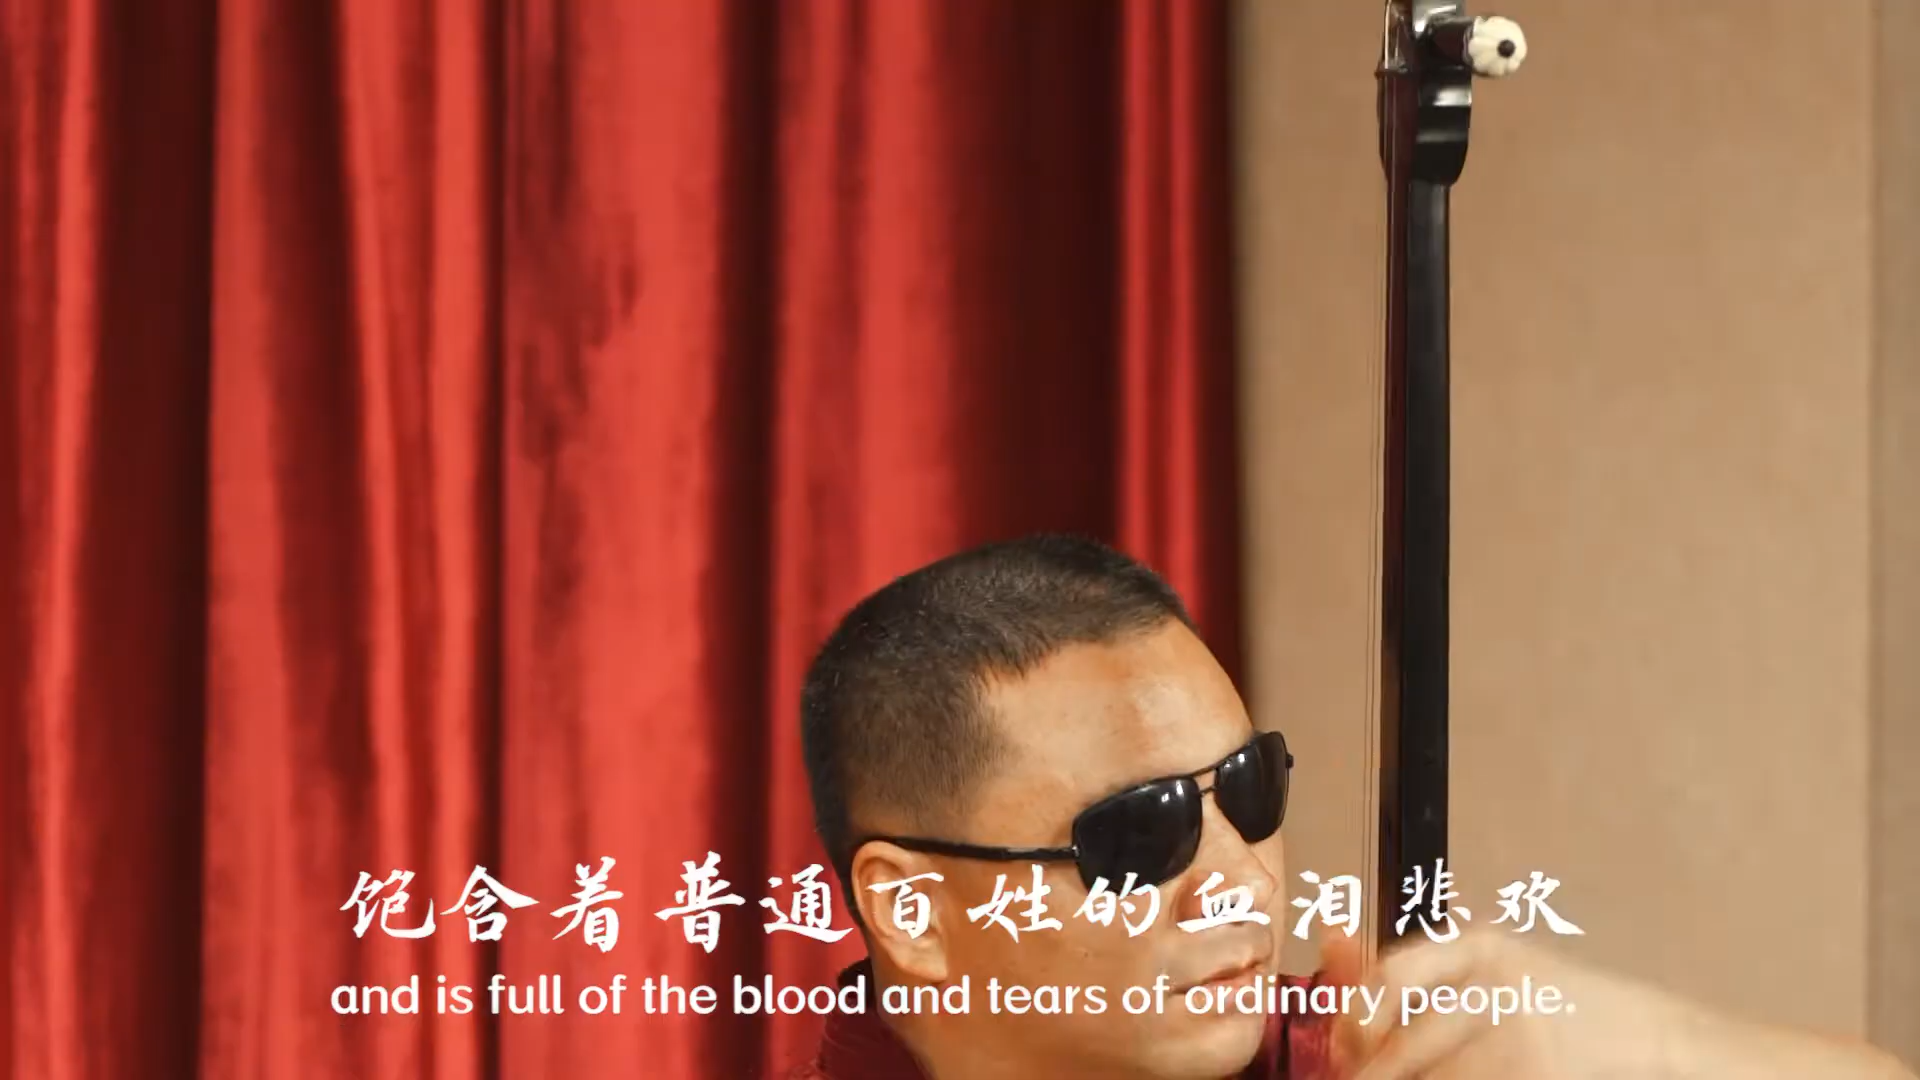 饱含着普通百姓的血泪悲欢
and is full of the blood and tears of ordinary people.